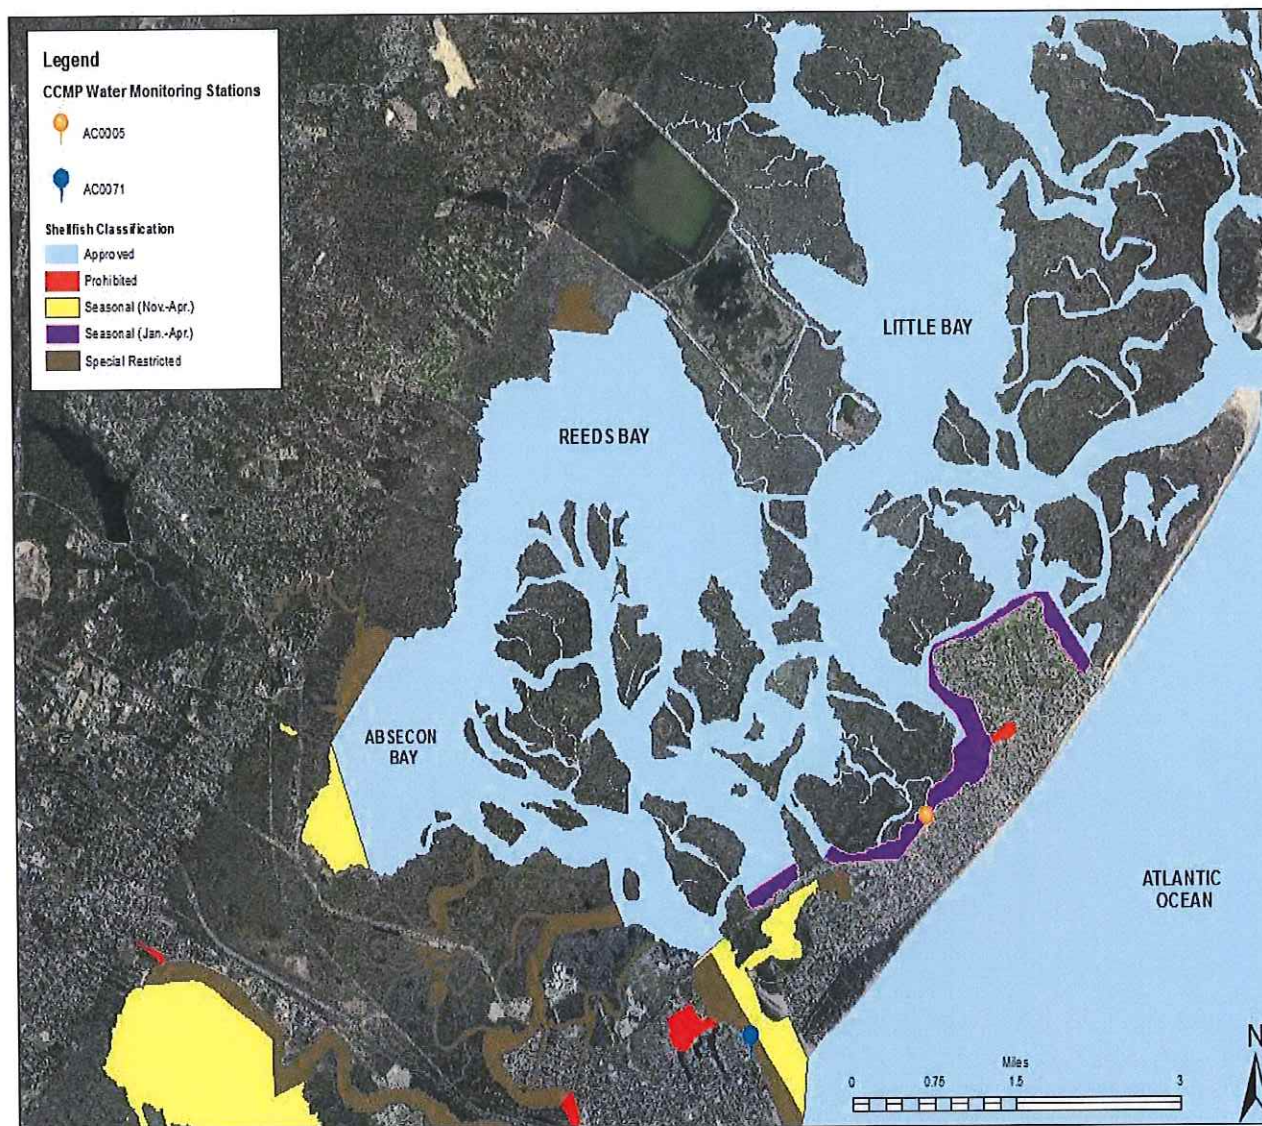 Legend
CCMP Water Monitoring Stations
AC0005
AC0071
Shellfish Classification
Approved
Prohibited
Seasonal (Nov.-Apr.)
Seasonal (Jan.-Apr.)
Special Restricted
LITTLE BAY
REEDS BAY
ABSECON
BAY
ATLANTIC
OCEAN
N
Miles
0 0.75 1.5 3